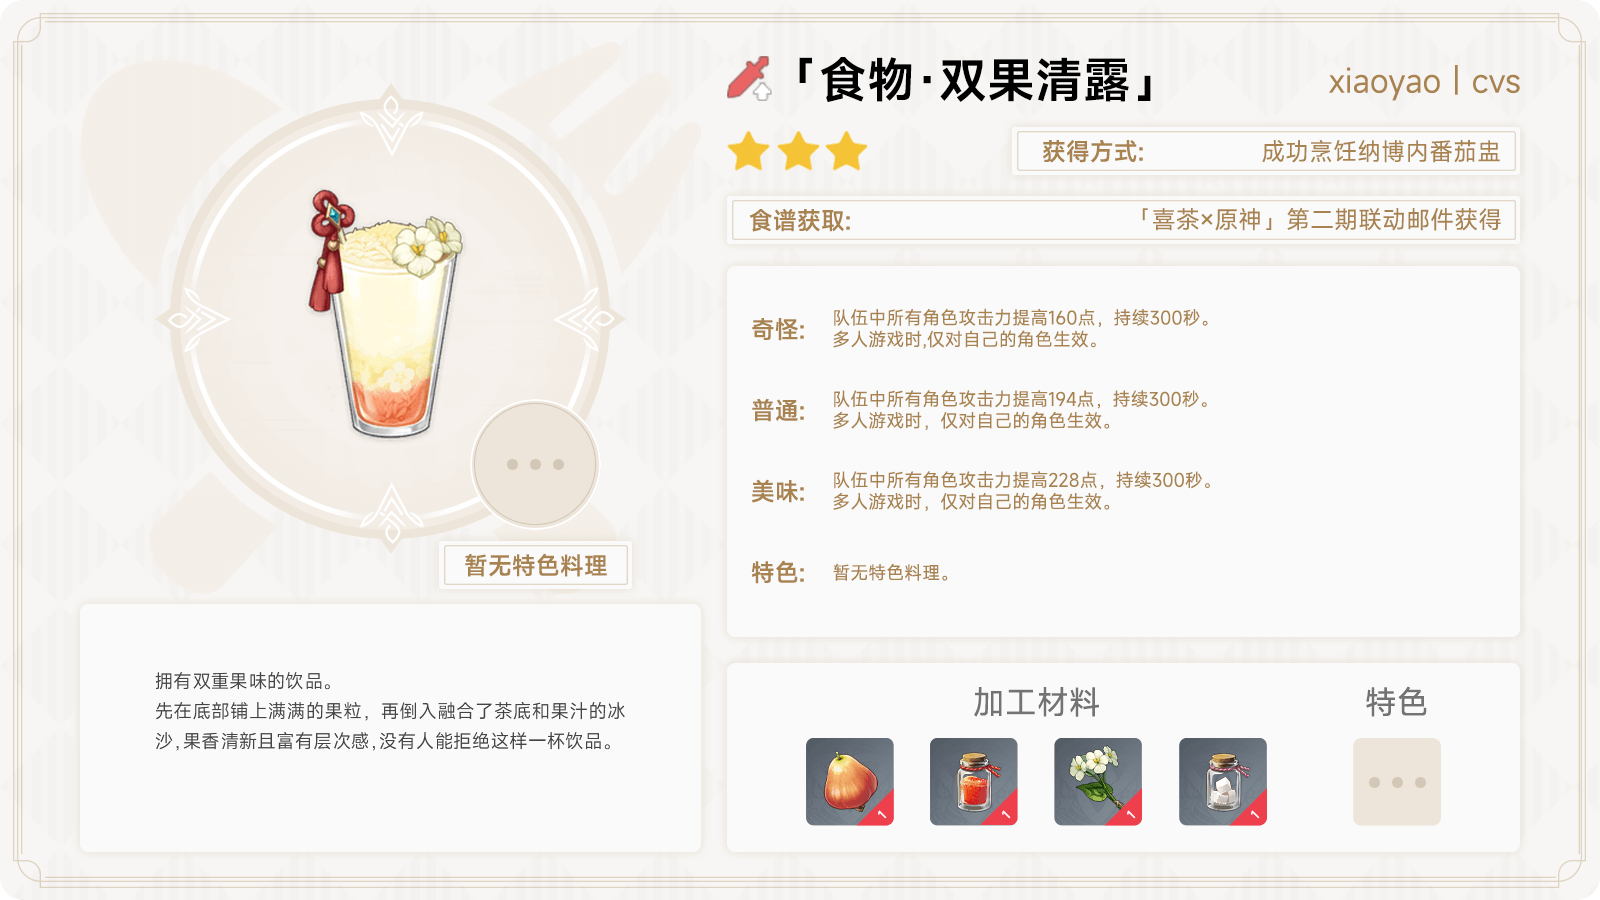 「食物·双果清露」
xiaoyao | cvs
获得方式: 成功烹饪纳博内番茄盅
食谱获取: 「喜茶×原神」第二期联动邮件获得
奇怪: 队伍中所有角色攻击力提高160点，持续300秒。
多人游戏时,仅对自己的角色生效。
普通: 队伍中所有角色攻击力提高194点，持续300秒。
多人游戏时，仅对自己的角色生效。
美味: 队伍中所有角色攻击力提高228点，持续300秒。
多人游戏时，仅对自己的角色生效。
特色: 暂无特色料理。
暂无特色料理
拥有双重果味的饮品。
先在底部铺上满满的果粒，再倒入融合了茶底和果汁的冰
沙,果香清新且富有层次感,没有人能拒绝这样一杯饮品。
加工材料 特色
1 1 1 1